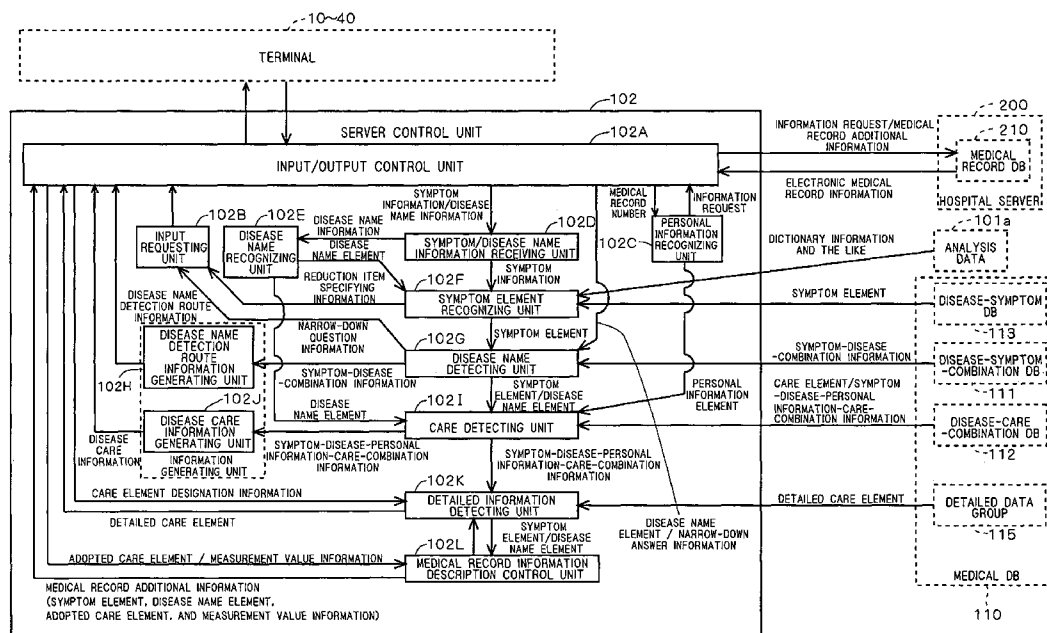 10~40
TERMINAL
102
SERVER CONTROL UNIT
102A
INPUT/OUTPUT CONTROL UNIT
INFORMATION REQUEST/MEDICAL
RECORD ADDITIONAL
INFORMATION
ELECTRONIC MEDICAL
RECORD INFORMATION
200
210
MEDICAL
RECORD DB
HOSPITAL SERVER
SYMPTOM
INFORMATION/DISEASE
NAME INFORMATION
MEDICAL
RECORD
NUMBER
INFORMATION
REQUEST
102B
INPUT
REQUESTING
UNIT
102E
DISEASE
NAME
RECOGNIZING
UNIT
DISEASE NAME
INFORMATION
DISEASE
NAME
ELEMENT
102D
SYMPTOM/DISEASE NAME
INFORMATION RECEIVING UNIT
102C
PERSONAL
INFORMATION
RECOGNIZING
UNIT
101a
ANALYSIS
DATA
DICTIONARY INFORMATION
AND THE LIKE
REDUCTION ITEM
SPECIFYING
INFORMATION
102F
SYMPTOM
INFORMATION
SYMPTOM ELEMENT
RECOGNIZING UNIT
SYMPTOM ELEMENT
DISEASE-SYMPTOM
DB
113
DISEASE NAME
DETECTION ROUTE
INFORMATION
NARROW-DOWN
QUESTION
INFORMATION
102G
SYMPTOM ELEMENT
DISEASE NAME
DETECTING UNIT
SYMPTOM-DISEASE
-COMBINATION INFORMATION
DISEASE-SYMPTOM
-COMBINATION DB
111
DISEASE NAME
DETECTION
ROUTE
INFORMATION
GENERATING UNIT
102H
SYMPTOM-DISEASE
-COMBINATION INFORMATION
SYMPTOM
ELEMENT/DISEASE
NAME ELEMENT
PERSONAL
INFORMATION
ELEMENT
CARE ELEMENT/SYMPTOM
-DISEASE-PERSONAL
INFORMATION-CARE-
COMBINATION INFORMATION
102J
DISEASE CARE
INFORMATION
GENERATING UNIT
INFORMATION
GENERATING UNIT
DISEASE
NAME ELEMENT
102I
CARE DETECTING UNIT
DISEASE-CARE
-COMBINATION DB
112
DISEASE
CARE
INFORMATION
SYMPTOM-DISEASE-PERSONAL
INFORMATION-CARE-COMBINATION
INFORMATION
SYMPTOM-DISEASE-PERSONAL
INFORMATION-CARE-COMBINATION
INFORMATION
CARE ELEMENT DESIGNATION INFORMATION
102K
DETAILED INFORMATION
DETECTING UNIT
DETAILED CARE ELEMENT
DETAILED DATA
GROUP
115
DETAILED CARE ELEMENT
SYMPTOM
ELEMENT/DISEASE
NAME ELEMENT
DISEASE NAME
ELEMENT / NARROW-DOWN
ANSWER INFORMATION
102L
ADOPTED CARE ELEMENT / MEASUREMENT VALUE INFORMATION
MEDICAL RECORD INFORMATION
DESCRIPTION CONTROL UNIT
MEDICAL DB
110
MEDICAL RECORD ADDITIONAL INFORMATION
(SYMPTOM ELEMENT, DISEASE NAME ELEMENT,
ADOPTED CARE ELEMENT, AND MEASUREMENT VALUE INFORMATION)